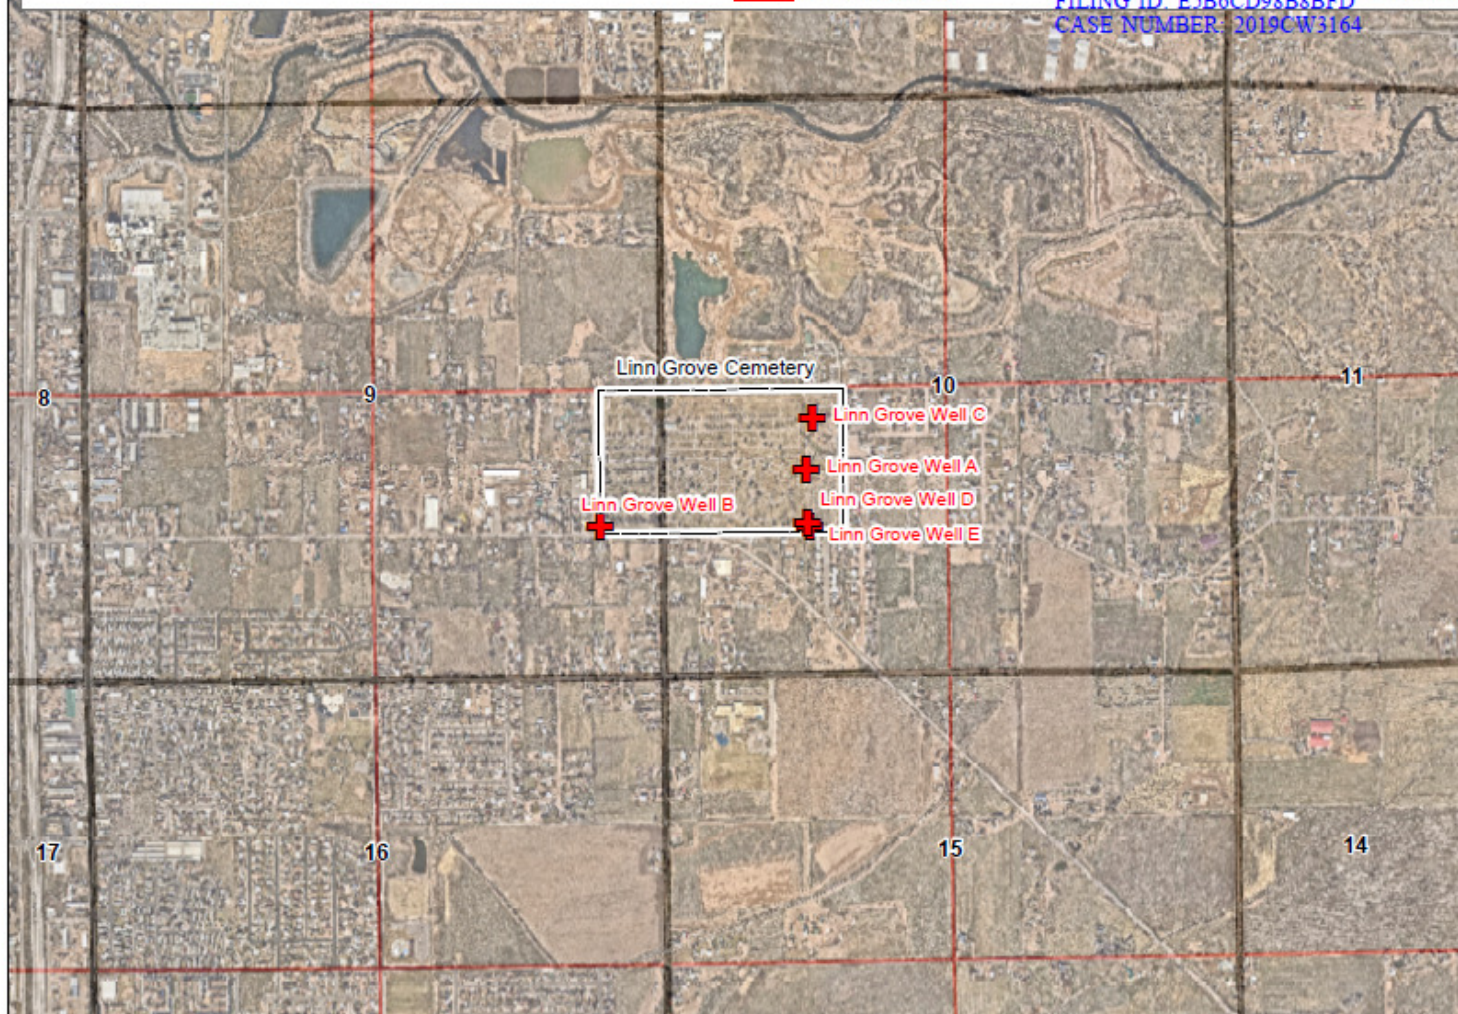 CASE NUMBER: 2019CW3164
Linn Grove Cemetery
8
9
10
11
Linn Grove Well C
Linn Grove Well A
Linn Grove Well D
Linn Grove Well B
Linn Grove Well E
17
16
15
14